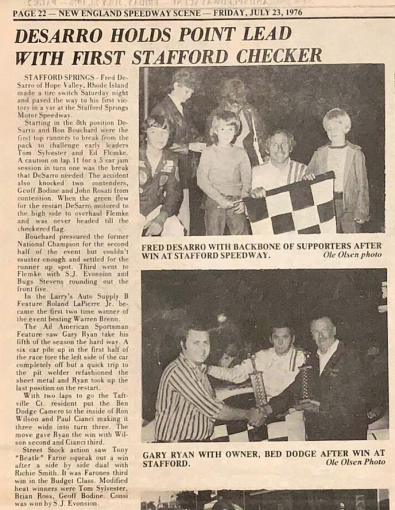 PAGE 22 — NEW ENGLAND SPEEDWAY SCENE — FRIDAY, JULY 23, 1976
DESARRO HOLDS POINT LEAD
WITH FIRST STAFFORD CHECKER
STAFFORD SPRINGS - Fred De-
Sarro of Hope Valley, Rhode Island
made a tire switch Saturday night
and paved the way to his first vic-
tory in a yar at the Stafford Springs
Motor Speedway.
Starting in the 8th position De-
Sarro and Ron Bouchard were the
first top runners to break from the
pack to challenge early leaders
Tom Sylvester and Ed Flemke.
A caution on lap 11 for a 5 car jam
session in turn one was the break
that DeSarro needed. The accident
also knocked two contenders,
Geoff Bodine and John Rosati from
contention. When the green flew
for the restart DeSarro motored to
the high side to overhaul Flemke
and was never headed till the
checkered flag.
Bouchard pressured the former
National Champion for the second
half of the event but couldn't
muster enough and settled for the
runner up spot. Third went to
Flemke with S.J. Evonsion and
Bugs Stevens rounding out the
front five.
In the Larry's Auto Supply B
Feature Roland LaPierre Jr. be-
came the first two time winner of
the event besting Warren Brenn.
The Ad American Sportsman
Feature saw Gary Ryan take his
fifth of the season the hard way. A
six car pile up in the first half of
the race tore the left side of the car
completely off but a quick trip to
the pit welder refashioned the
sheet metal and Ryan took up the
last position on the restart.
With two laps to go the Taft-
ville Ct. resident put the Ben
Dodge Camero to the inside of Ron
Wilson and Paul Cianci making it
three wide into turn three. The
move gave Ryan the win with Wil-
son second and Cianci third.
Street Stock action saw Tony
"Beatle" Farne squeak out a win
after a side by side dual with
Richie Smith. It was Farones third
win in the Budget Class. Modified
heat winners were Tom Sylvester,
Brian Ross, Geoff Bodine. Consi
was won by S.J. Evonsion.
FRED DESARRO WITH BACKBONE OF SUPPORTERS AFTER
WIN AT STAFFORD SPEEDWAY. Ole Olsen photo
GARY RYAN WITH OWNER, BED DODGE AFTER WIN AT
STAFFORD. Ole Olsen Photo